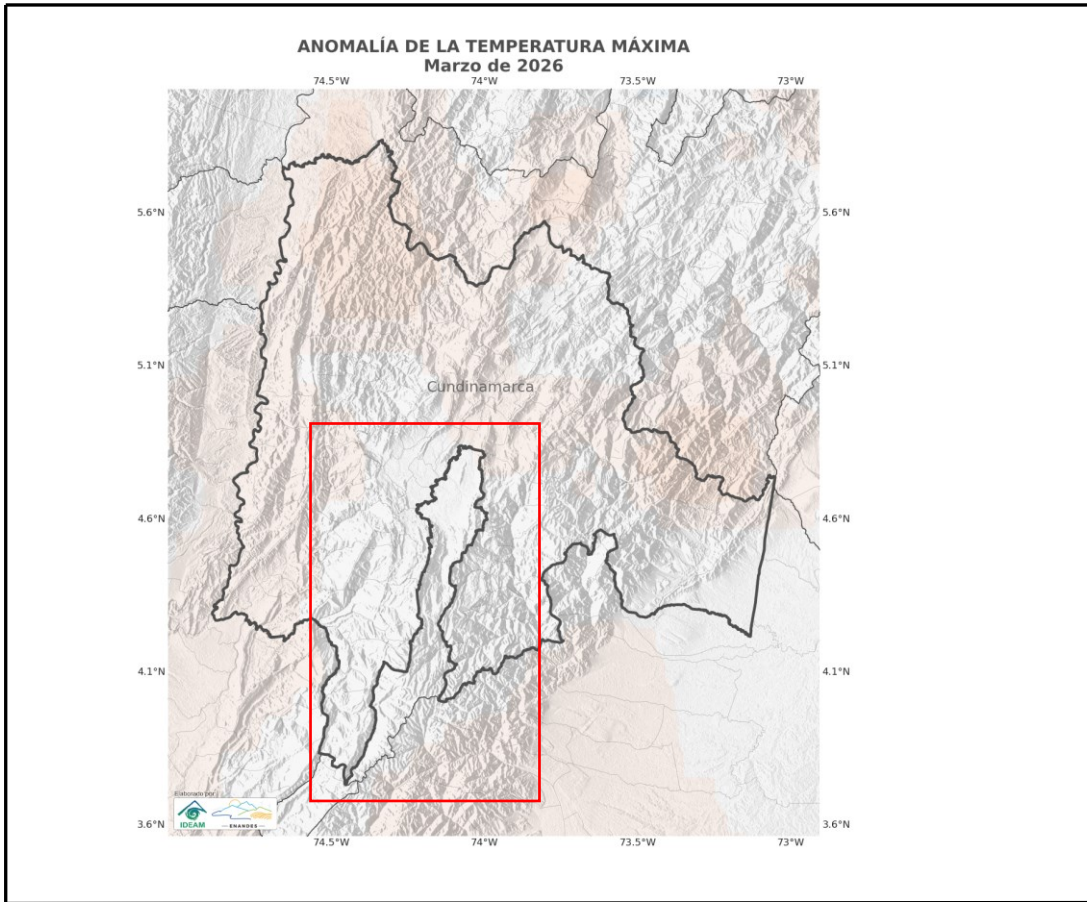 ANOMALÍA DE LA TEMPERATURA MÁXIMA
Marzo de 2026
74.5°W 74°W 73.5°W 73°W
5.6°N 5.6°N
5.1°N 5.1°N
Cundinamarca
4.6°N 4.6°N
4.1°N 4.1°N
Elaborado por:
IDEAM ENANDES
3.6°N 3.6°N
74.5°W 74°W 73.5°W 73°W